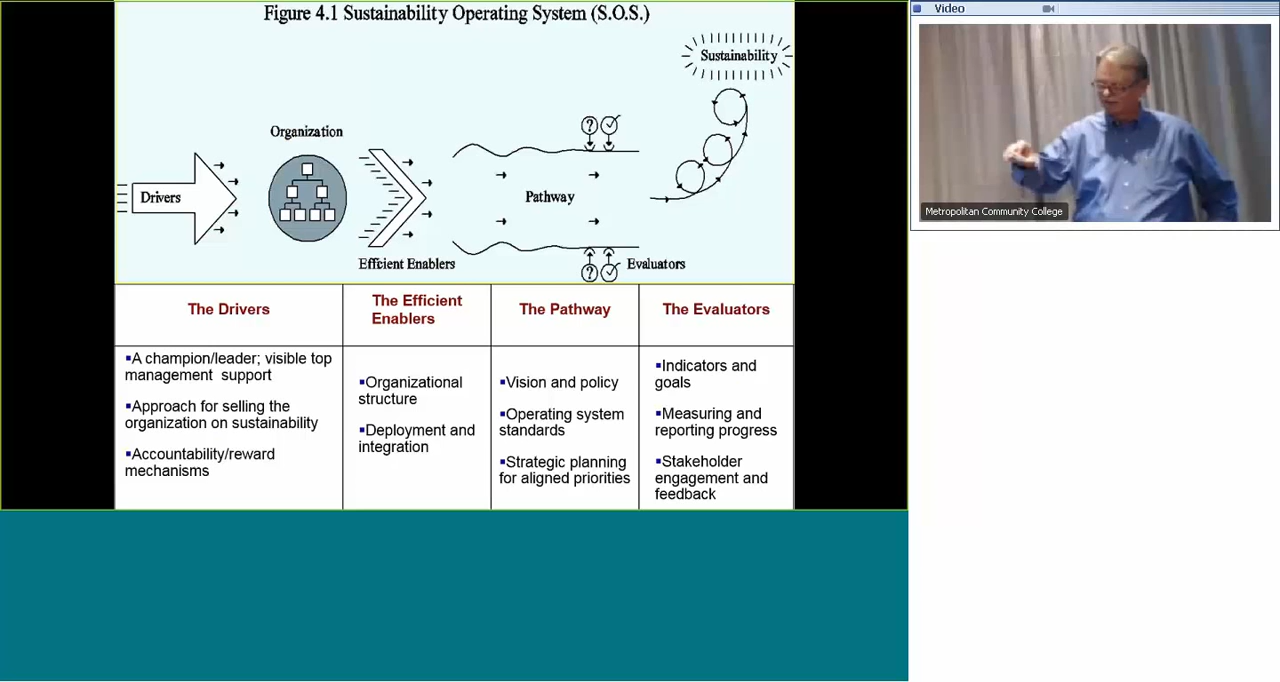 Figure 4.1 Sustainability Operating System (S.O.S.)
Sustainability
Organization
? ✓
Drivers
Pathway
Effcient Enablers
? ✓
Evaluators
The Drivers
▪A champion/leader; visible top
management support
▪Approach for selling the
organization on sustainability
▪Accountability/reward
mechanisms
The Efficient
Enablers
▪Organizational
structure
▪Deployment and
integration
The Pathway
▪Vision and policy
▪Operating system
standards
▪Strategic planning
for aligned priorities
The Evaluators
▪Indicators and
goals
▪Measuring and
reporting progress
▪Stakeholder
engagement and
feedback
Video
Metropolitan Community College